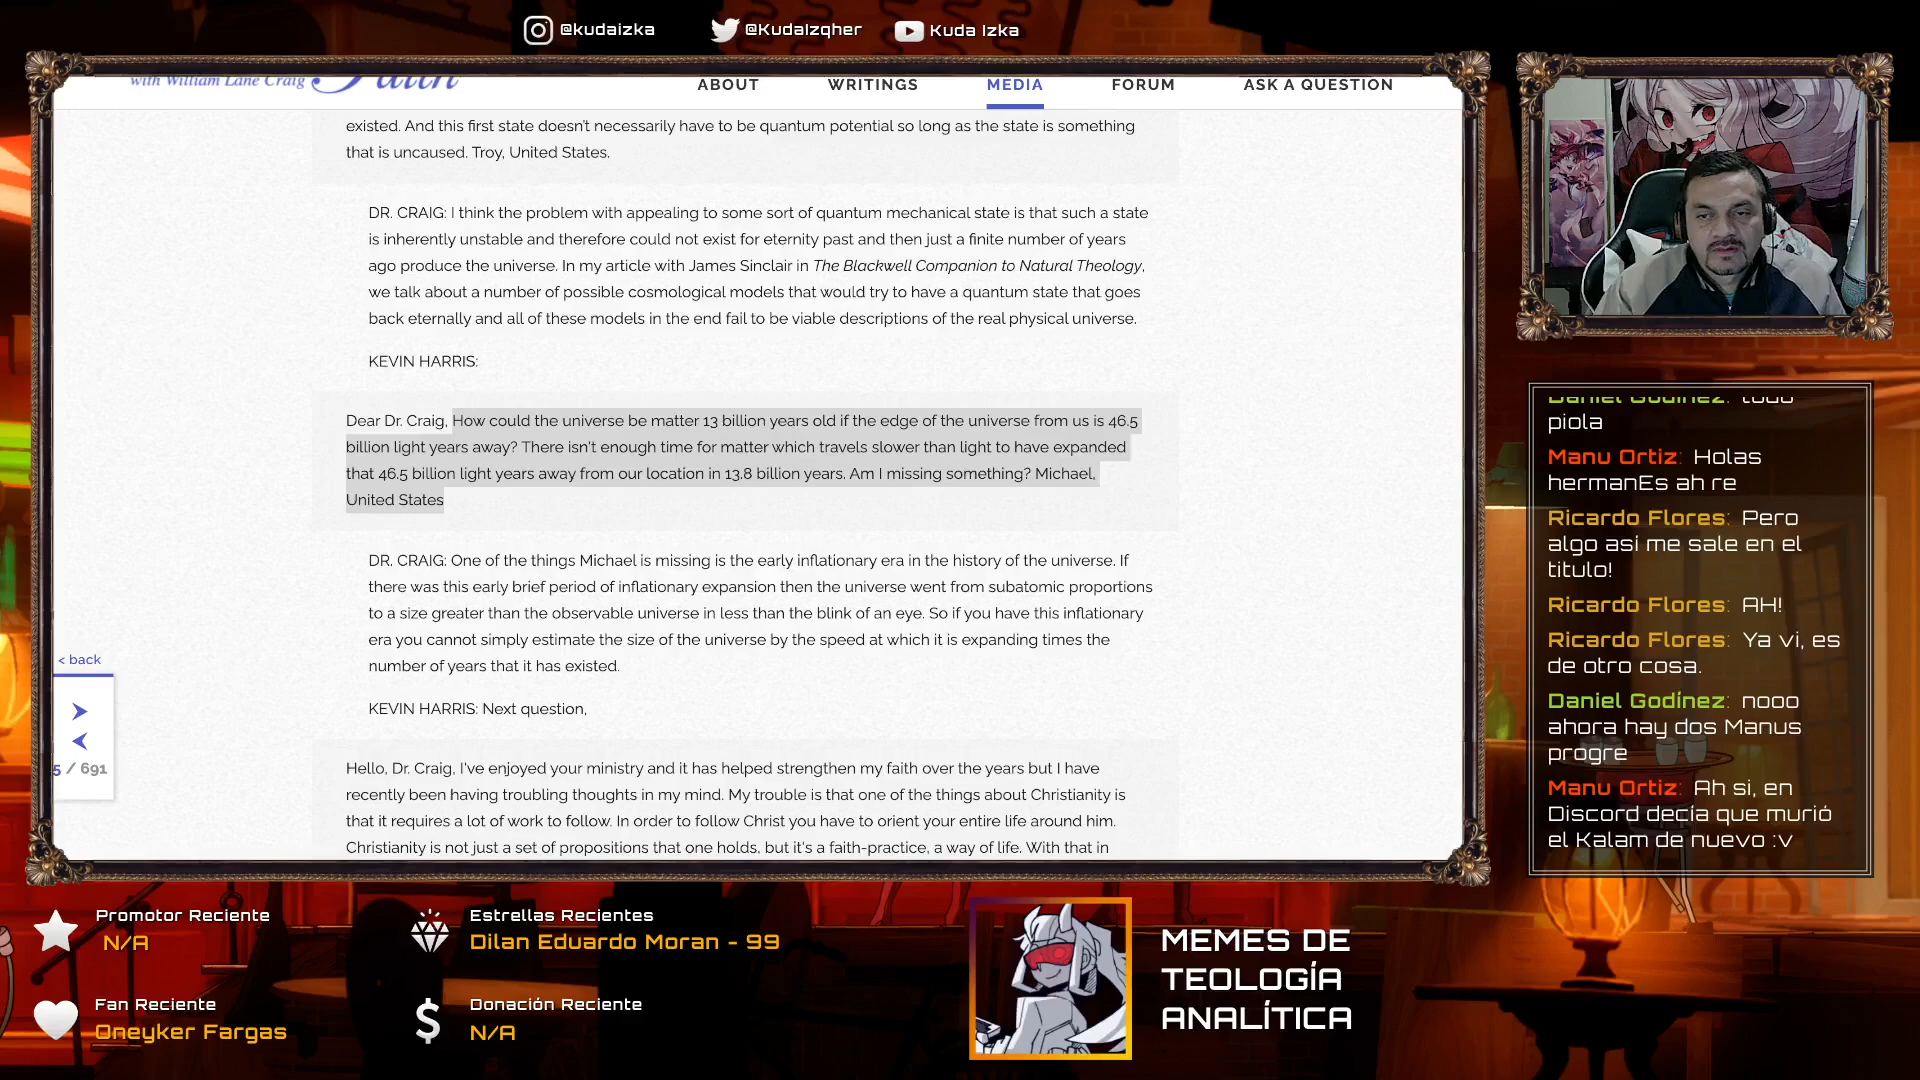 @kudaizka
@KudaIzqher
Kuda Izka
with William Lane Craig Faith
ABOUT
WRITINGS
MEDIA
FORUM
ASK A QUESTION
existed. And this first state doesn't necessarily have to be quantum potential so long as the state is something
that is uncaused. Troy, United States.
DR. CRAIG: I think the problem with appealing to some sort of quantum mechanical state is that such a state
is inherently unstable and therefore could not exist for eternity past and then just a finite number of years
ago produce the universe. In my article with James Sinclair in The Blackwell Companion to Natural Theology,
we talk about a number of possible cosmological models that would try to have a quantum state that goes
back eternally and all of these models in the end fail to be viable descriptions of the real physical universe.
KEVIN HARRIS:
Dear Dr. Craig, How could the universe be matter 13 billion years old if the edge of the universe from us is 46.5
billion light years away? There isn't enough time for matter which travels slower than light to have expanded
that 46.5 billion light years away from our location in 13.8 billion years. Am I missing something? Michael,
United States
DR. CRAIG: One of the things Michael is missing is the early inflationary era in the history of the universe. If
there was this early brief period of inflationary expansion then the universe went from subatomic proportions
to a size greater than the observable universe in less than the blink of an eye. So if you have this inflationary
era you cannot simply estimate the size of the universe by the speed at which it is expanding times the
number of years that it has existed.
KEVIN HARRIS: Next question,
Hello, Dr. Craig, I've enjoyed your ministry and it has helped strengthen my faith over the years but I have
recently been having troubling thoughts in my mind. My trouble is that one of the things about Christianity is
that it requires a lot of work to follow. In order to follow Christ you have to orient your entire life around him.
Christianity is not just a set of propositions that one holds, but it's a faith-practice, a way of life. With that in
< back
5 / 691
Daniel Godínez: todo
piola
Manu Ortiz: Holas
hermanEs ah re
Ricardo Flores: Pero
algo así me sale en el
titulo!
Ricardo Flores: AH!
Ricardo Flores: Ya vi, es
de otro cosa.
Daniel Godínez: nooo
ahora hay dos Manus
progre
Manu Ortiz: Ah si, en
Discord decía que murió
el Kalam de nuevo :v
Promotor Reciente
N/A
Estrellas Recientes
Dilan Eduardo Moran - 99
Fan Reciente
Oneyker Fargas
Donación Reciente
N/A
MEMES DE
TEOLOGÍA
ANALÍTICA